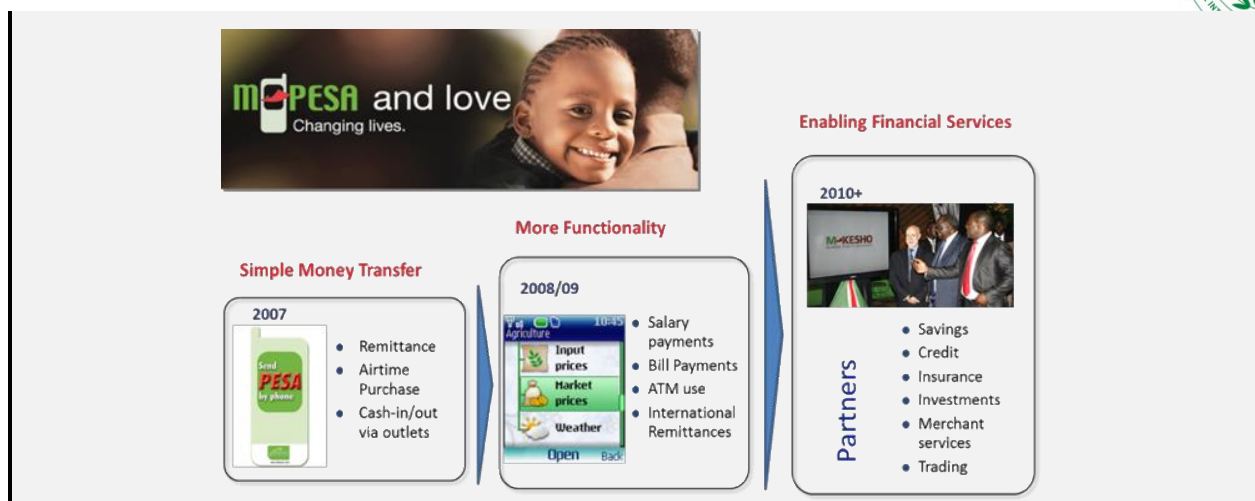 M-PESA and love
Changing lives.
Enabling Financial Services
2010+
M-KESHO
More Functionality
Simple Money Transfer
2007
Send
PESA
by phone
• Remittance
• Airtime
Purchase
• Cash-in/out
via outlets
2008/09
10:45
Agriculture
Input
prices
Market
prices
Weather
Open Back
• Salary
payments
• Bill Payments
• ATM use
• International
Remittances
Partners
• Savings
• Credit
• Insurance
• Investments
• Merchant
services
• Trading